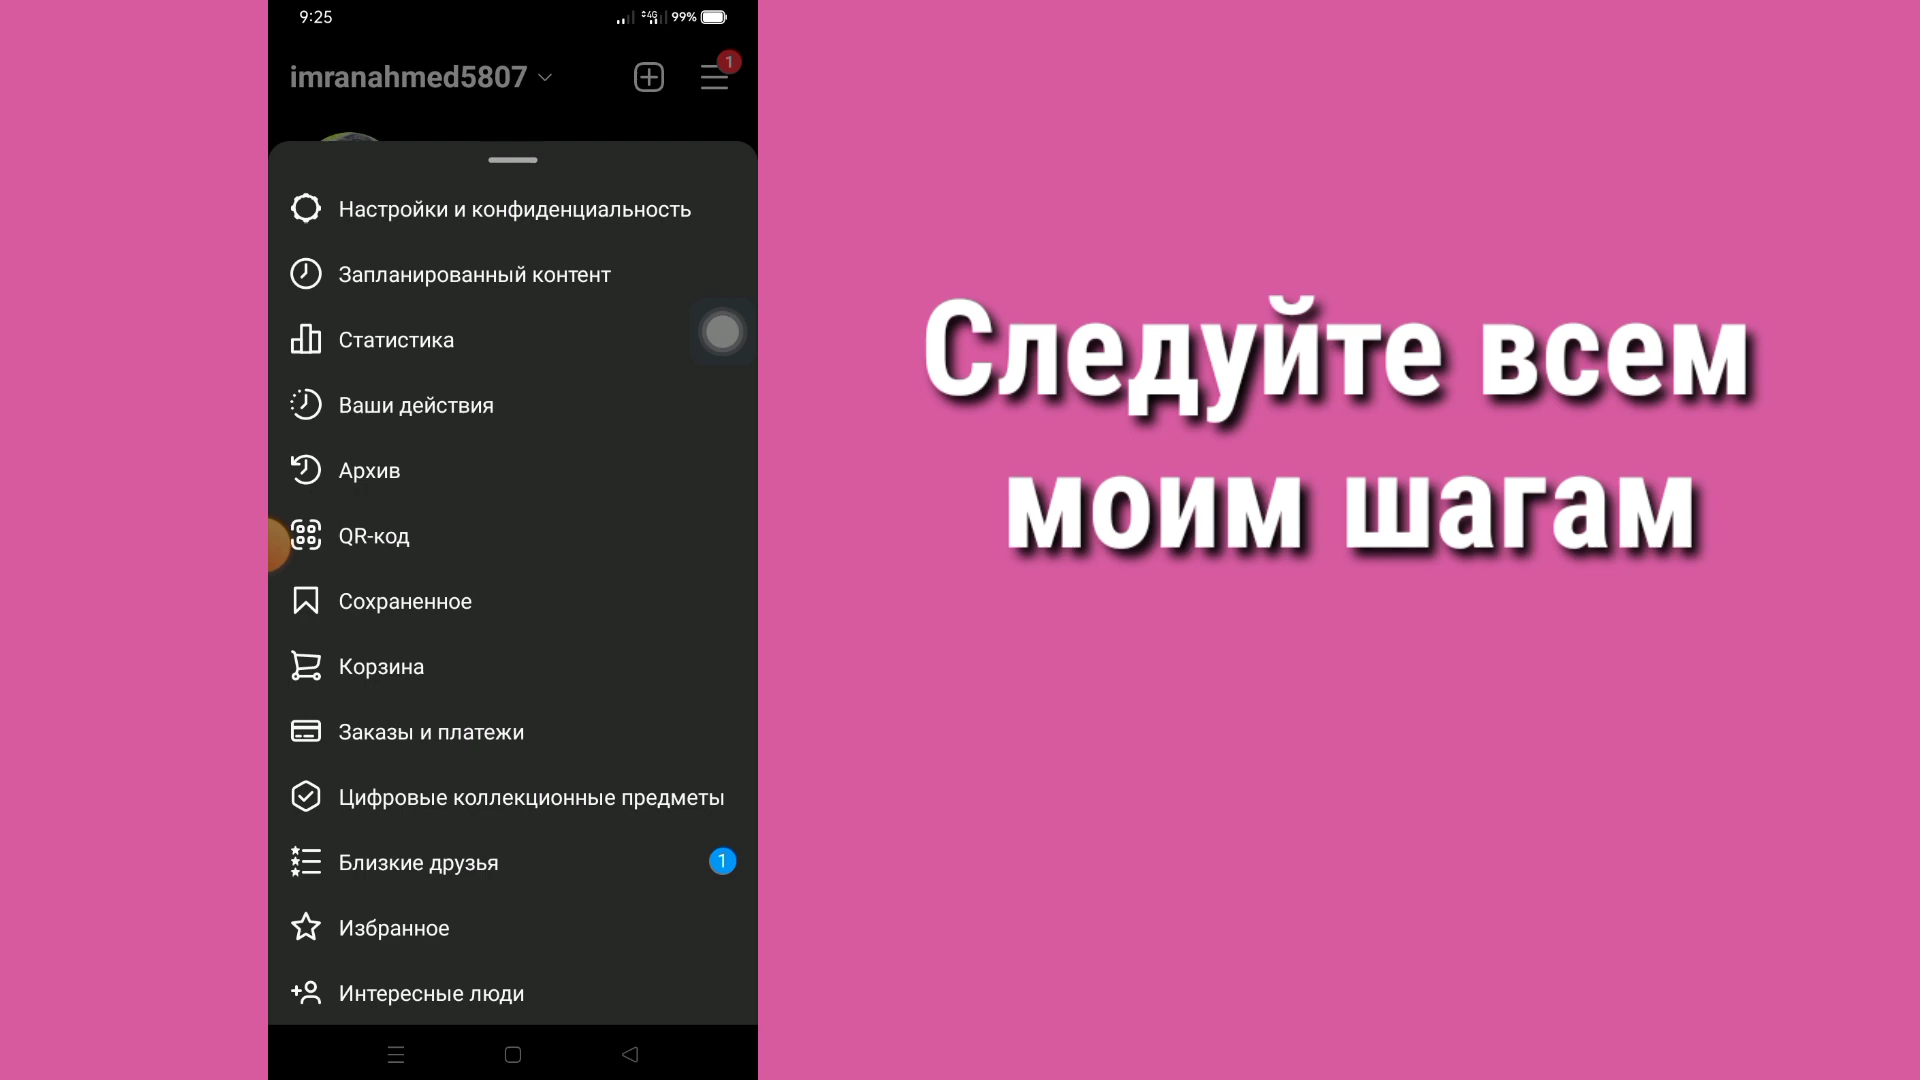 9:25
4G 99%
imranahmed5807
1
Настройки и конфиденциальность
Запланированный контент
Статистика
Ваши действия
Архив
QR-код
Сохраненное
Корзина
Заказы и платежи
Цифровые коллекционные предметы
Близкие друзья 1
Избранное
Интересные люди
Следуйте всем
моим шагам